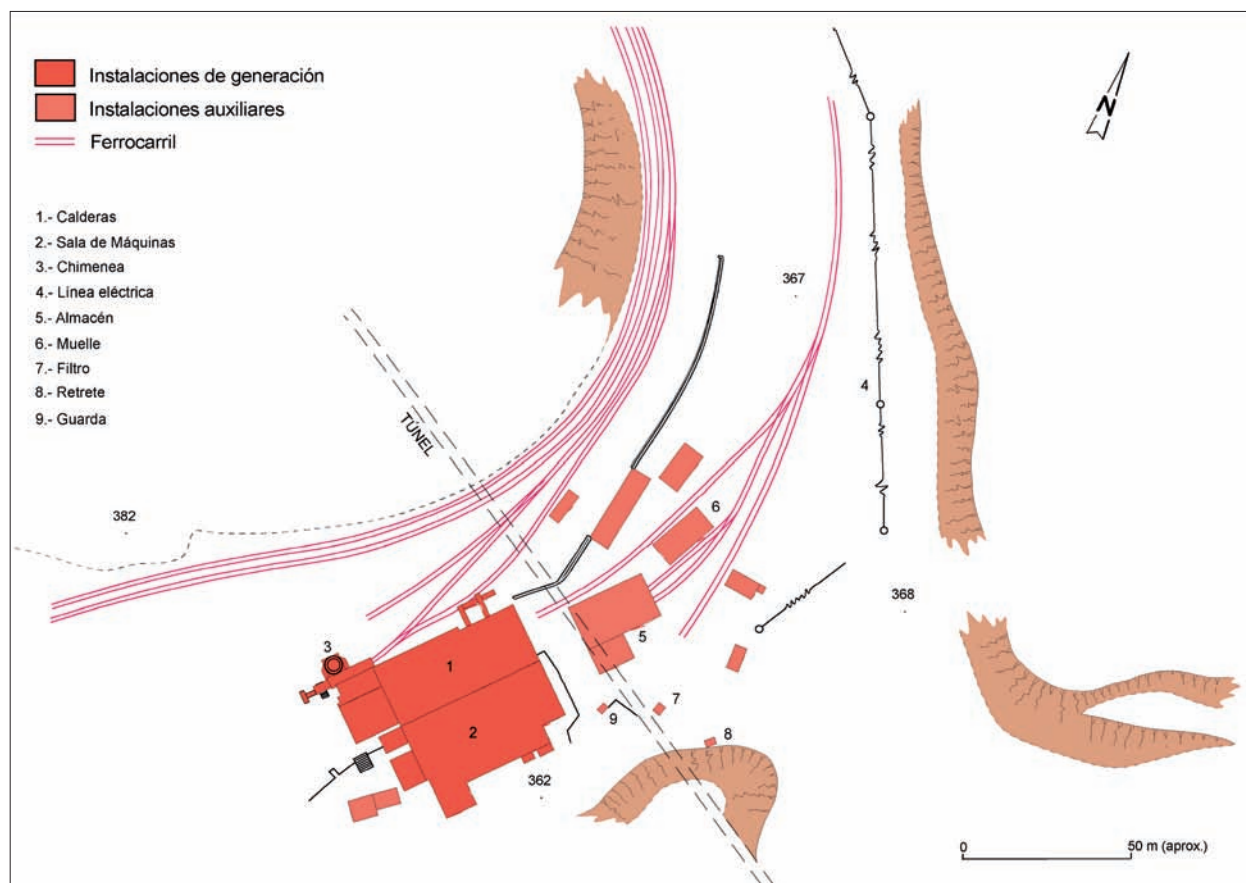 Instalaciones de generación
Instalaciones auxiliares
Ferrocarril
N
1.- Calderas
2.- Sala de Máquinas
3.- Chimenea
4.- Línea eléctrica
5.- Almacén
6.- Muelle
7.- Filtro
8.- Retrete
9.- Guarda
367
4
TÚNEL
382
6
368
3
5
1
7
9
2
8
362
0 50 m (aprox.)